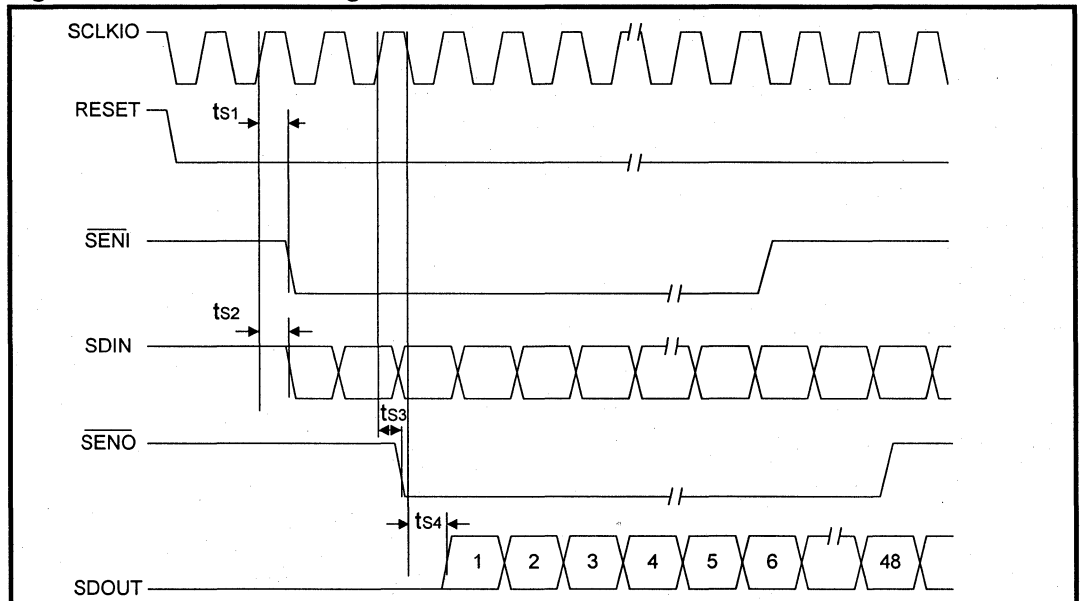 SCLKIO
RESET
tS1
SENI
tS2
SDIN
tS3
SENO
tS4
1 2 3 4 5 6 48
SDOUT